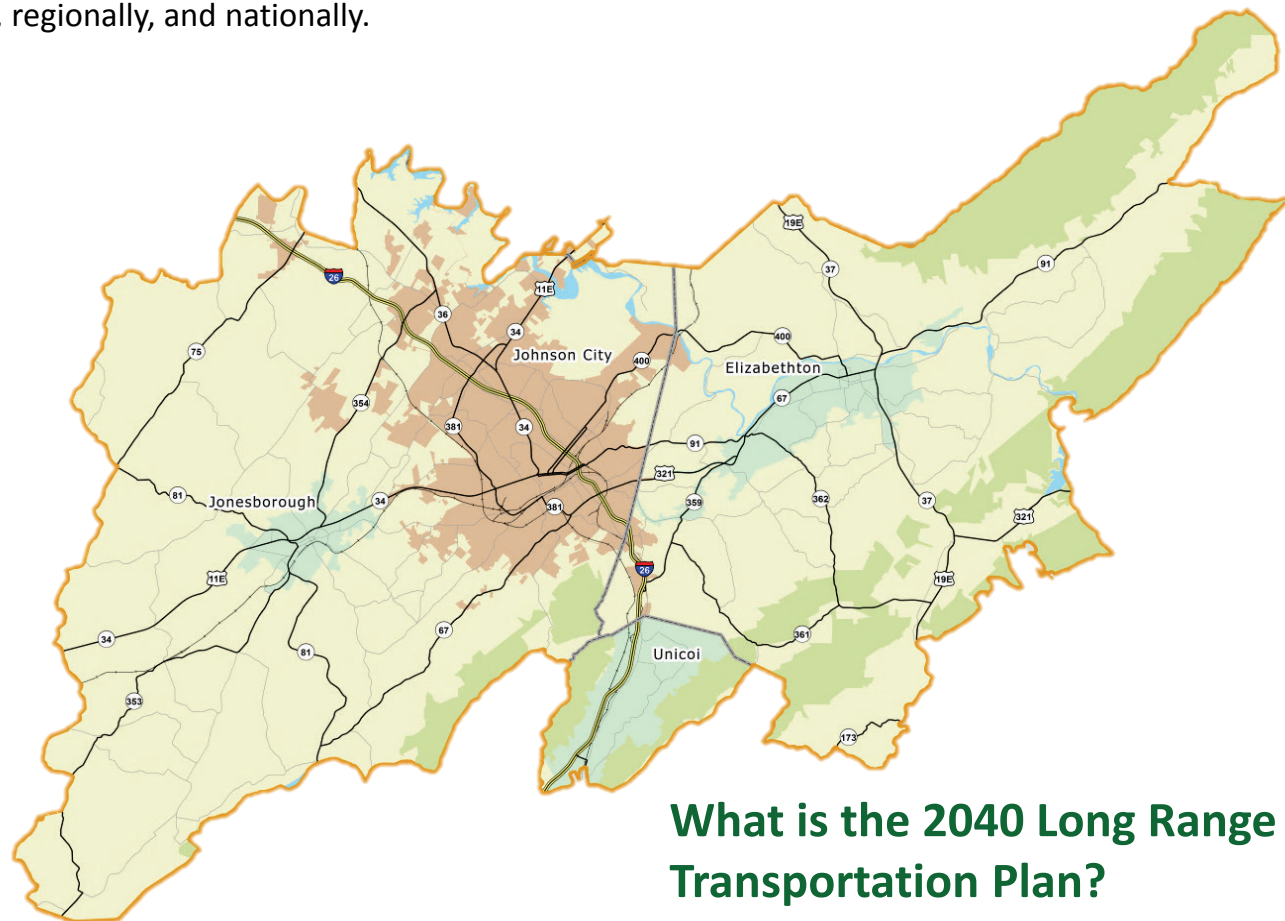 , regionally, and nationally.
19E
37
91
26
11E
36
34
75
Johnson City
400
400
Elizabethton
67
354
381
34
91
321
81
Jonesborough
34
359
362
37
381
321
26
11E
19E
34
67
361
81
Unicoi
353
173
What is the 2040 Long Range
Transportation Plan?